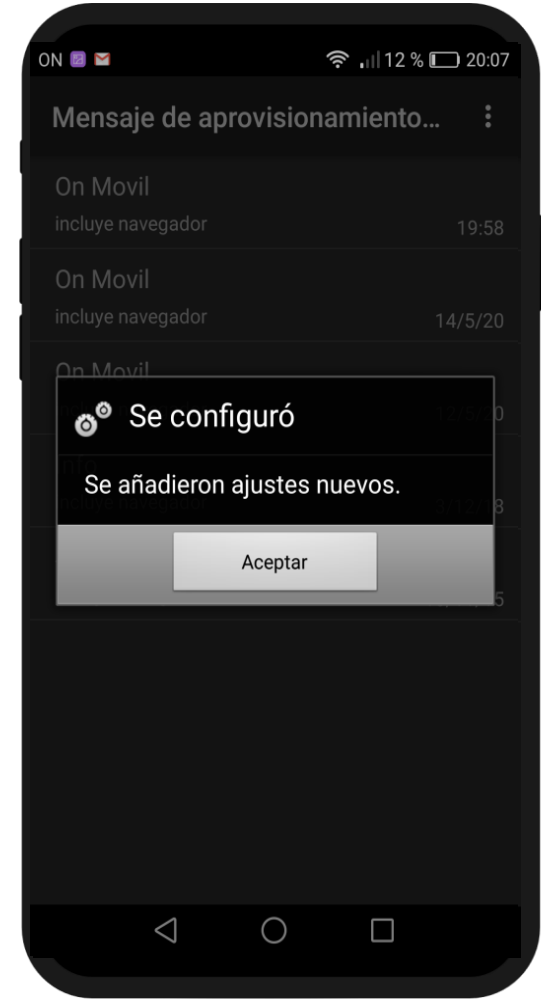 ON 12 % 20:07
Mensaje de aprovisionamiento...
On Movil
incluye navegador 19:58
On Movil
incluye navegador 14/5/20
On Movil
Se configuró
Se añadieron ajustes nuevos.
Aceptar